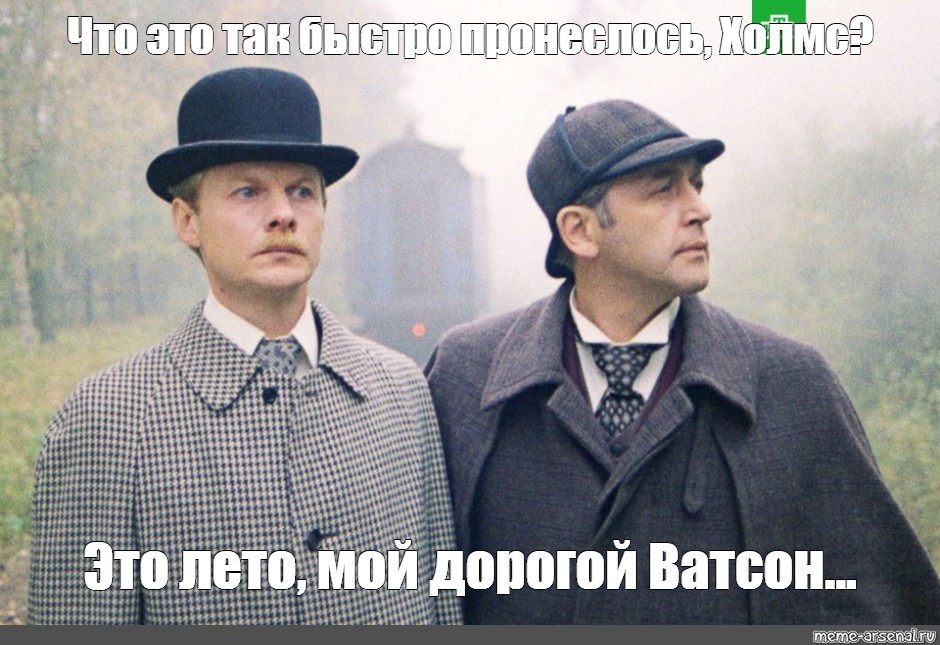 Что это так быстро пронеслось, Холмс?
Это лето, мой дорогой Ватсон...
meme-arsenal.ru